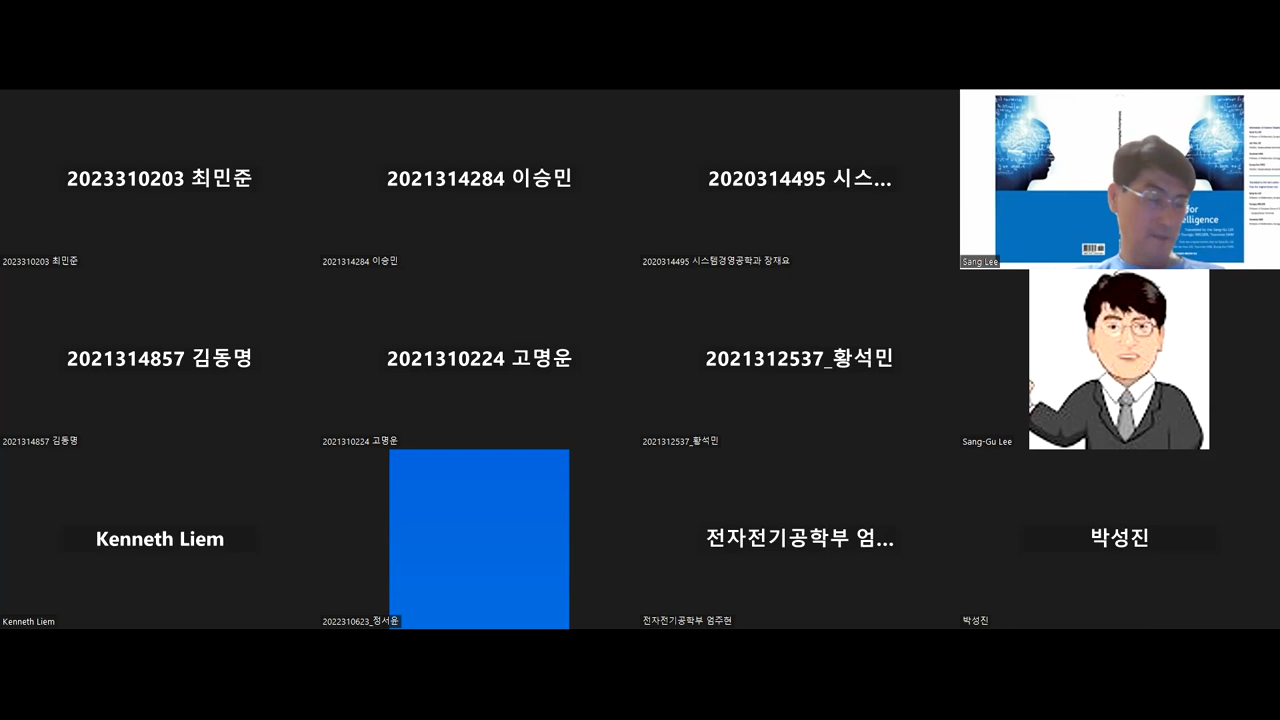 2023310203 최민준
2021314284 이승민
2020314495 시스...
for
elligence
2023310203 최민준
2021314284 이승민
2020314495 시스템경영공학과 장재요
Sang Lee
2021314857 김동명
2021310224 고명운
2021312537_황석민
2021314857 김동명
2021310224 고명운
2021312537_황석민
Sang-Gu Lee
Kenneth Liem
전자전기공학부 엄...
박성진
Kenneth Liem
2022310623_정서윤
전자전기공학부 엄주현
박성진